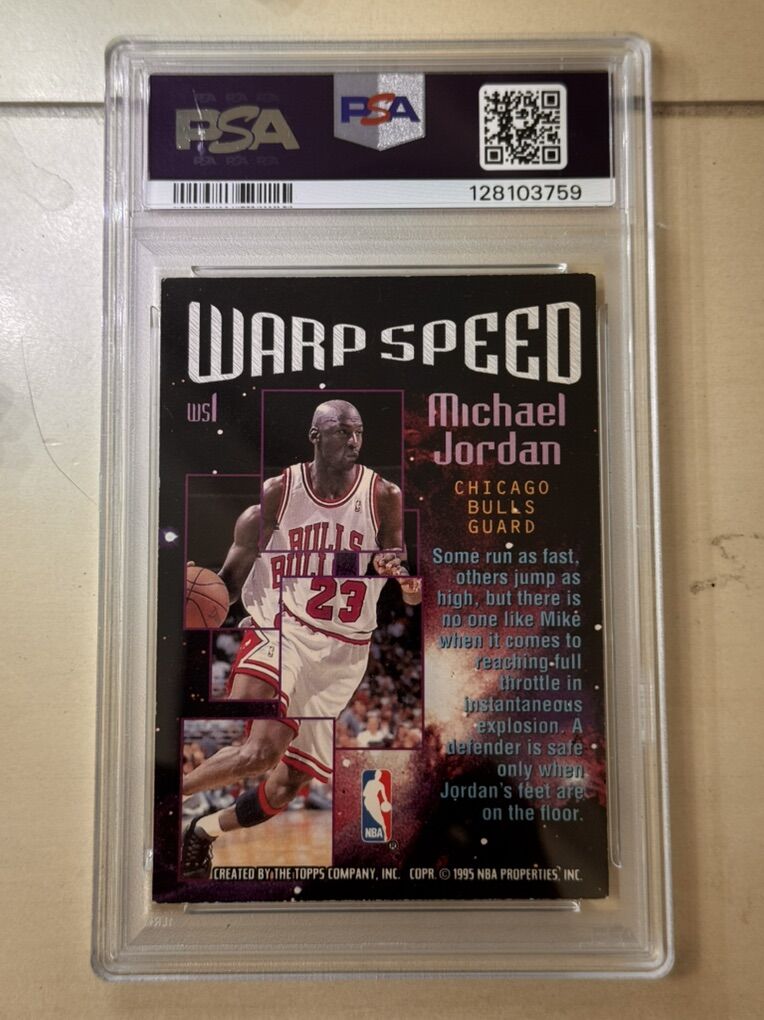 PSA
PSA
128103759
WARP SPEED
WS1
Michael
Jordan
CHICAGO
BULLS
GUARD
Some run as fast,
others jump as
high, but there is
no one like Mike
when it comes to
reaching full
throttle in
instantaneous
explosion. A
defender is safe
only when
Jordan's feet are
on the floor.
BULLS
BULLS
23
NBA
®
CREATED BY THE TOPPS COMPANY, INC. COPR. © 1995 NBA PROPERTIES, INC.